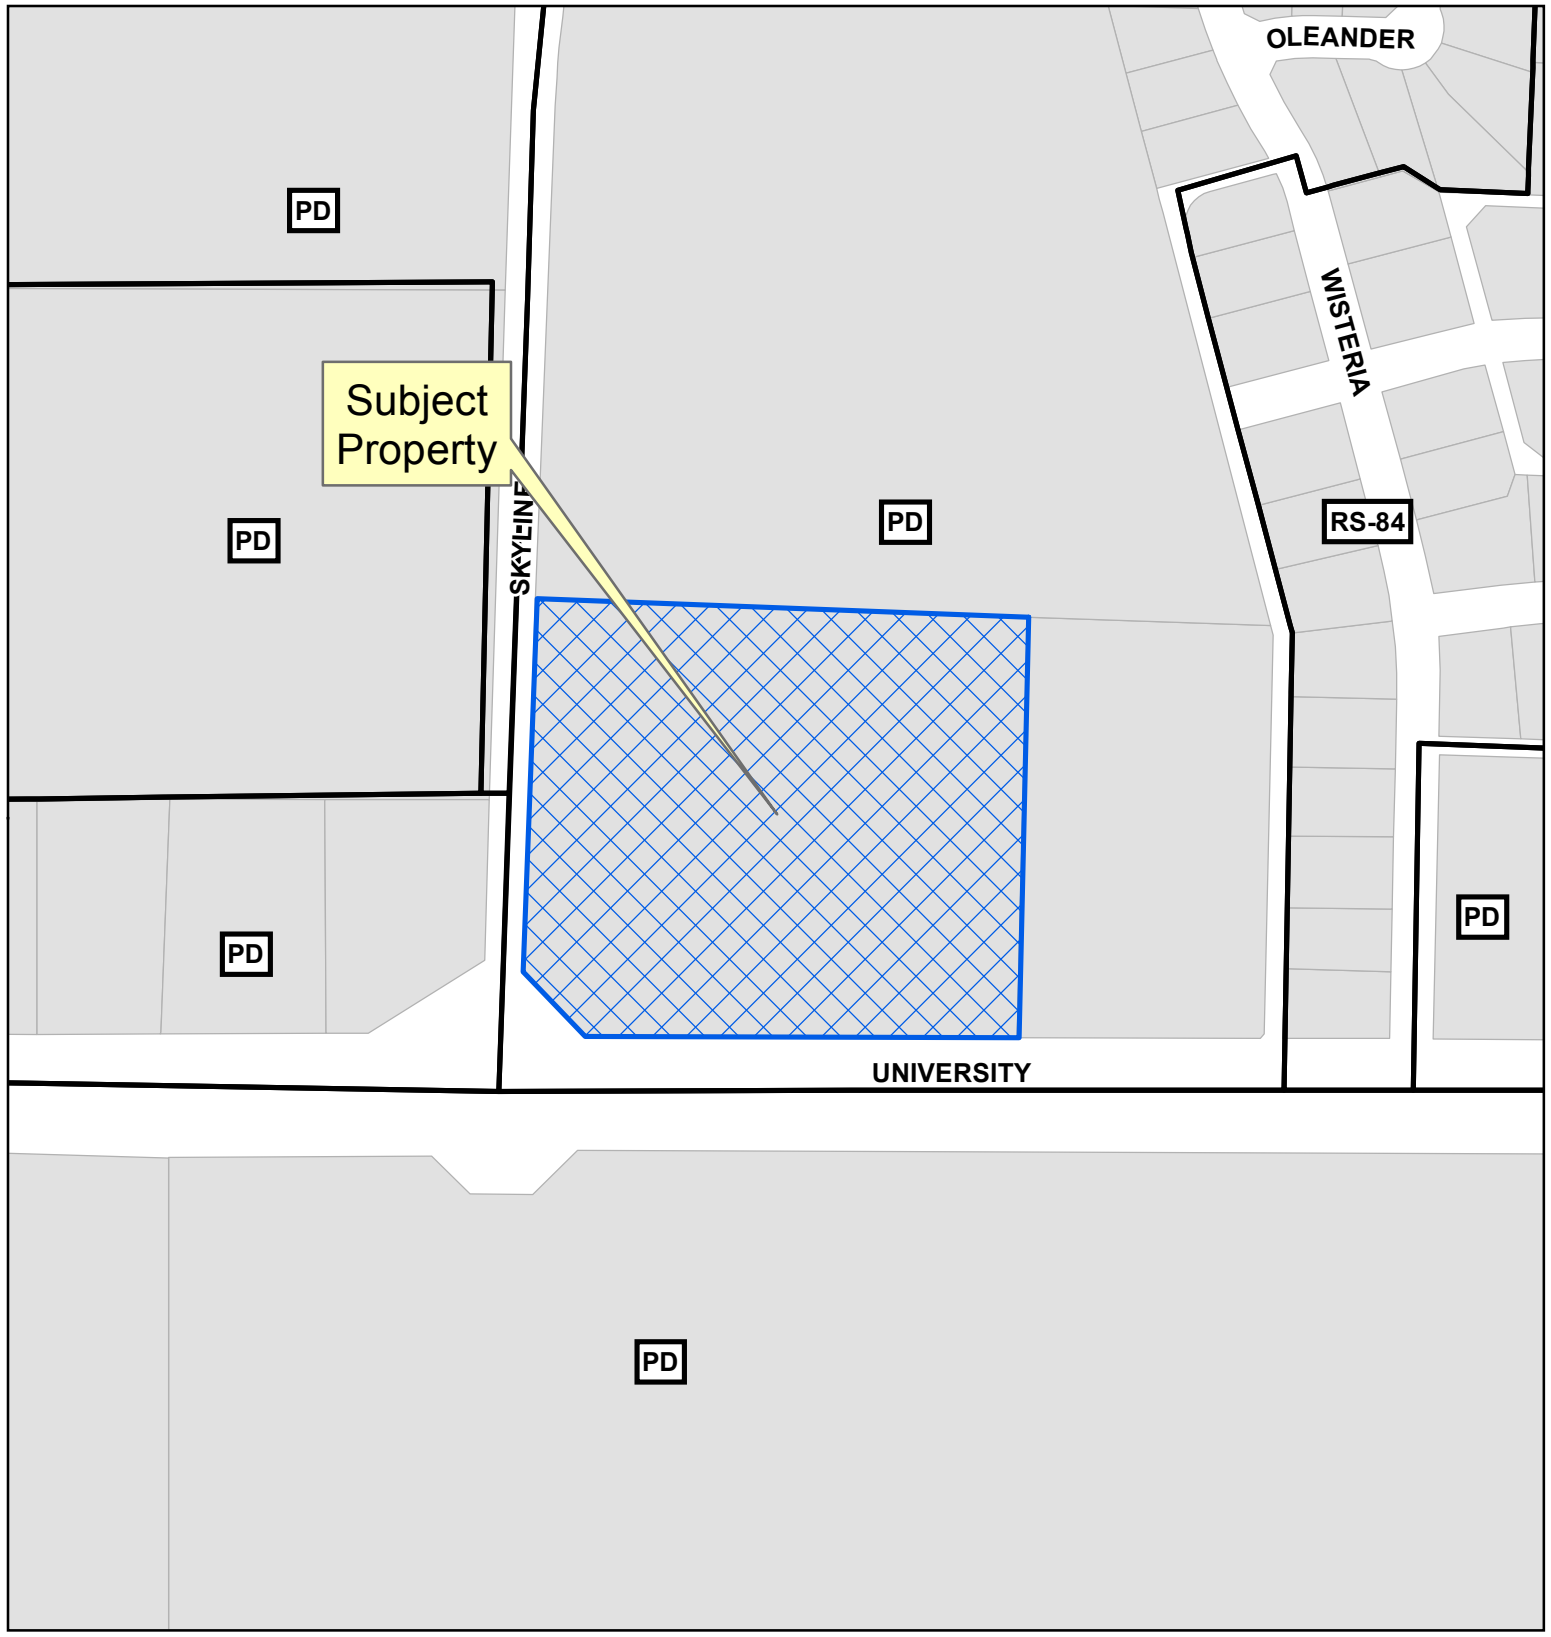 OLEANDER
PD
WISTERIA
Subject
Property
SKYLINE
PD
PD
RS-84
PD
PD
UNIVERSITY
PD